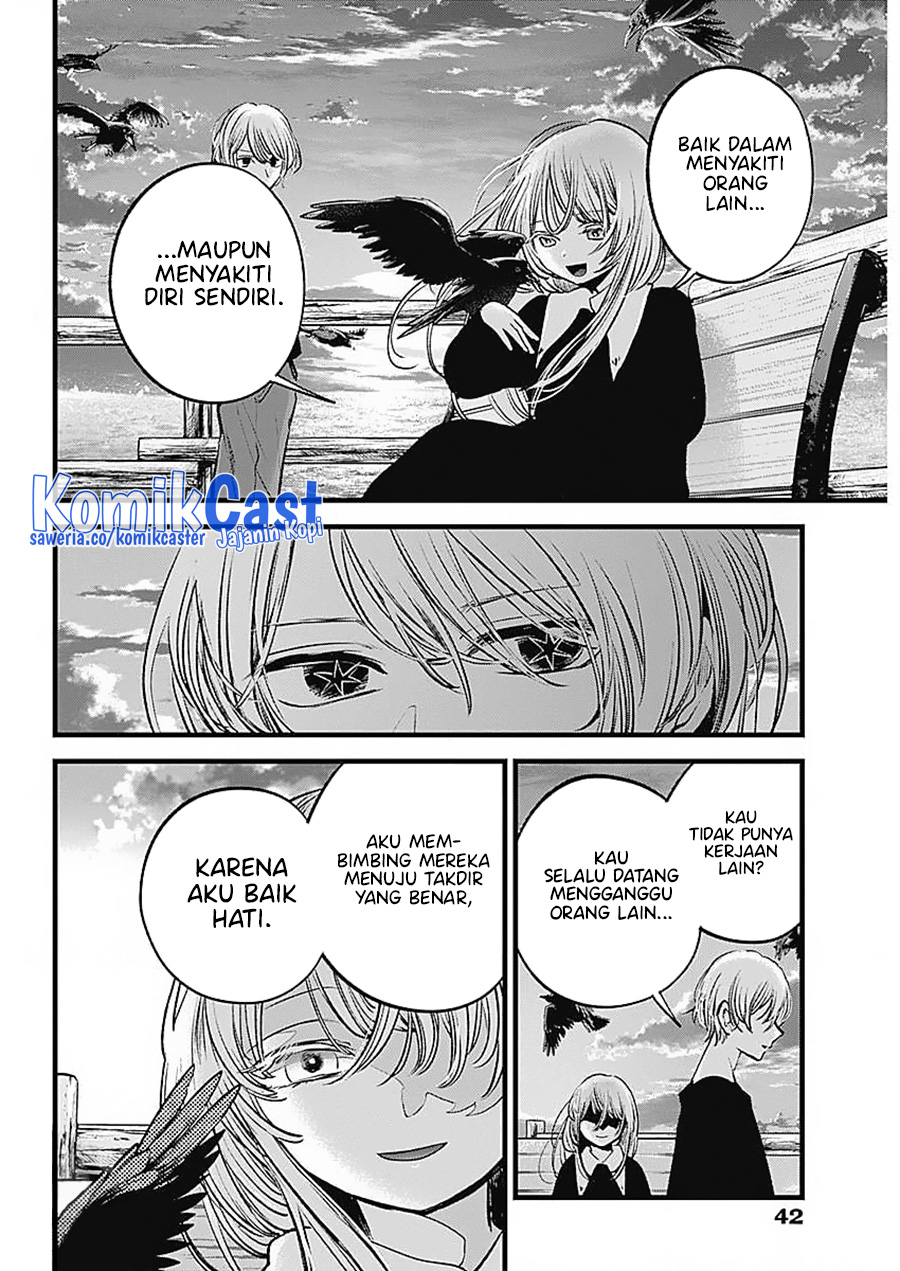 BAIK DALAM
MENYAKITI
ORANG
LAIN...
...MAUPUN
MENYAKITI
DIRI SENDIRI.
KomikCast
saweria.co/komikcaster
Jajanin Kopi
KAU
TIDAK PUNYA
KERJAAN
LAIN?
KAU
SELALU DATANG
MENGGANGGU
ORANG LAIN...
AKU MEM-
BIMBING MEREKA
MENUJU TAKDIR
YANG BENAR,
KARENA
AKU BAIK
HATI.
42